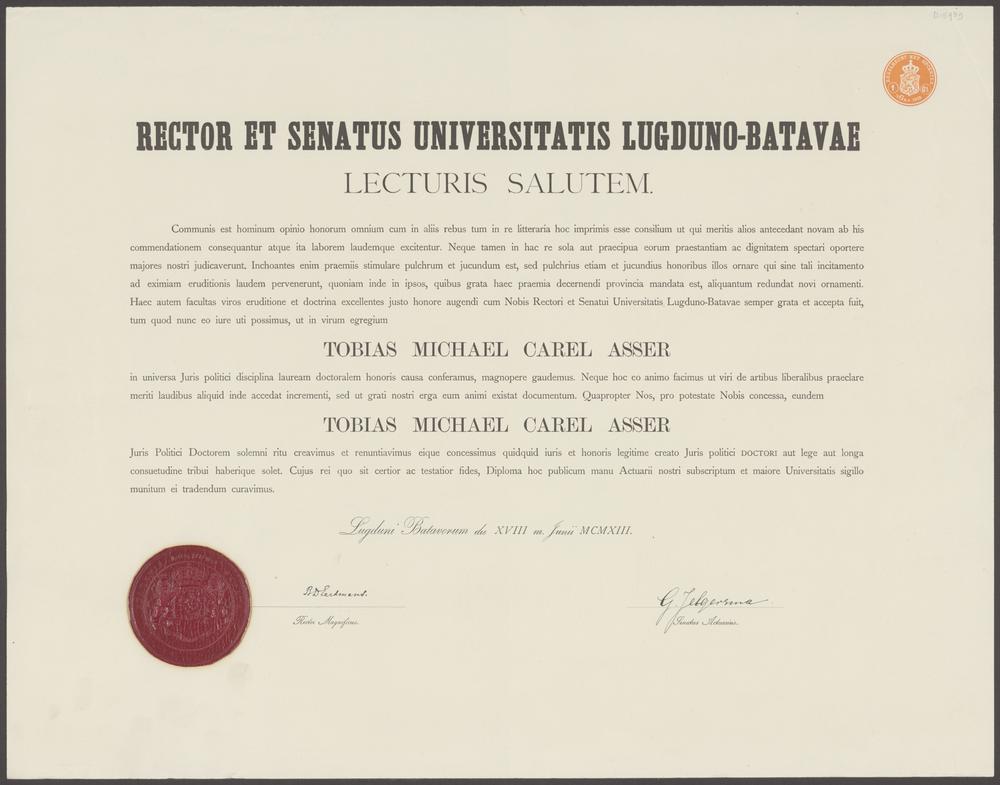 RECTOR ET SENATUS UNIVERSITATIS LUGDUNO-BATAVAE
LECTURIS SALUTEM.
Communis est hominum opinio honorum omnium cum in aliis rebus tum in re litteraria hoc imprimis esse consilium ut qui meritis alios antecedant novam ab his
commendationem consequantur atque ita laborem laudemque excitentur. Neque tamen in hac re sola aut praecipua eorum praestantiam ac dignitatem spectari oportere
majores nostri judicaverunt. Inchoantes enim praemiis stimulare pulchrum et jucundum est, sed pulchrius etiam et jucundius honoribus illos ornare qui sine tali incitamento
ad eximiam eruditionis laudem pervenerunt, quoniam inde in ipsos, quibus grata haec praemia decernendi provincia mandata est, aliquantum redundat novi ornamenti.
Haec autem facultas viros eruditione et doctrina excellentes justo honore augendi cum Nobis Rectori et Senatui Universitatis Lugduno-Batavae semper grata et accepta fuit,
tum quod nunc eo iure uti possimus, ut in virum egregium
TOBIAS MICHAEL CAREL ASSER
in universa Juris politici disciplina lauream doctoralem honoris causa conferamus, magnopere gaudemus. Neque hoc eo animo facimus ut viri de artibus liberalibus praeclare
meriti laudibus aliquid inde accedat incrementi, sed ut grati nostri erga eum animi existat documentum. Quapropter Nos, pro potestate Nobis concessa, eundem
TOBIAS MICHAEL CAREL ASSER
Juris Politici Doctorem solemni ritu creavimus et renuntiavimus eique concessimus quidquid iuris et honoris legitime creato Juris politici DOCTORI aut lege aut longa
consuetudine tribui haberique solet. Cujus rei quo sit certior ac testatior fides, Diploma hoc publicum manu Actuarii nostri subscriptum et maiore Universitatis sigillo
munitum ei tradendum curavimus.
Lugduni Batavorum die XVIII m. Junii MCMXIII.
B.D. Eerdmans.
G. Jelgersma
Rector Magnificus.
Senatus Actuarius.